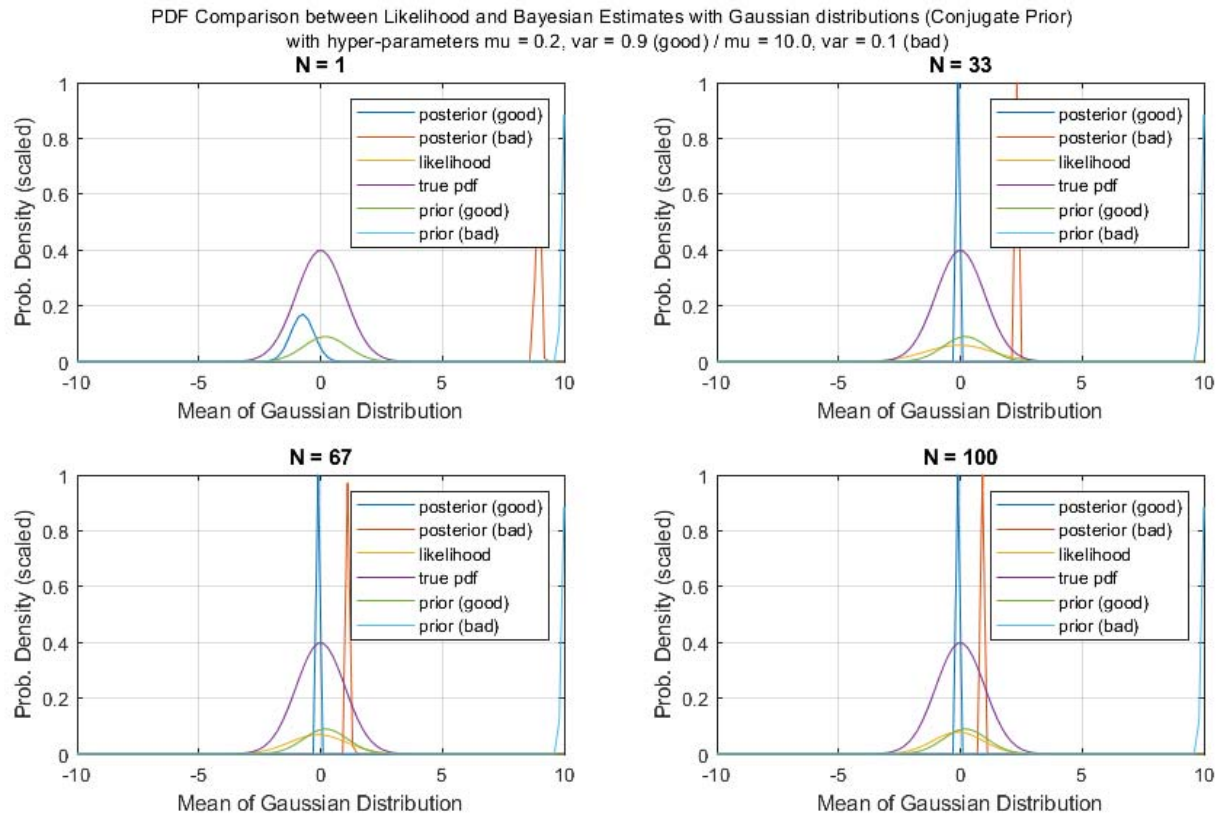 PDF Comparison between Likelihood and Bayesian Estimates with Gaussian distributions (Conjugate Prior)
with hyper-parameters mu = 0.2, var = 0.9 (good) / mu = 10.0, var = 0.1 (bad)
N = 1
1
0.8
0.6
0.4
0.2
0
-10
-5
0
5
10
Prob. Density (scaled)
Mean of Gaussian Distribution
posterior (good)
posterior (bad)
likelihood
true pdf
prior (good)
prior (bad)
N = 33
1
0.8
0.6
0.4
0.2
0
-10
-5
0
5
10
Prob. Density (scaled)
Mean of Gaussian Distribution
posterior (good)
posterior (bad)
likelihood
true pdf
prior (good)
prior (bad)
N = 67
1
0.8
0.6
0.4
0.2
0
-10
-5
0
5
10
Prob. Density (scaled)
Mean of Gaussian Distribution
posterior (good)
posterior (bad)
likelihood
true pdf
prior (good)
prior (bad)
N = 100
1
0.8
0.6
0.4
0.2
0
-10
-5
0
5
10
Prob. Density (scaled)
Mean of Gaussian Distribution
posterior (good)
posterior (bad)
likelihood
true pdf
prior (good)
prior (bad)